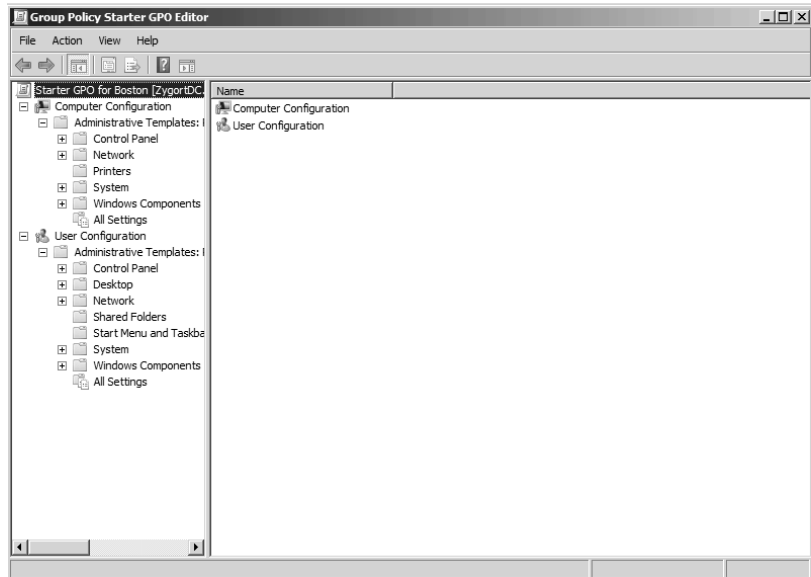 Group Policy Starter GPO Editor
File Action View Help
Starter GPO for Boston [ZygortDC.
Name
Computer Configuration
Administrative Templates:
Control Panel
Network
Printers
System
Windows Components
All Settings
User Configuration
Administrative Templates:
Control Panel
Desktop
Network
Shared Folders
Start Menu and Taskba
System
Windows Components
All Settings
Computer Configuration
User Configuration